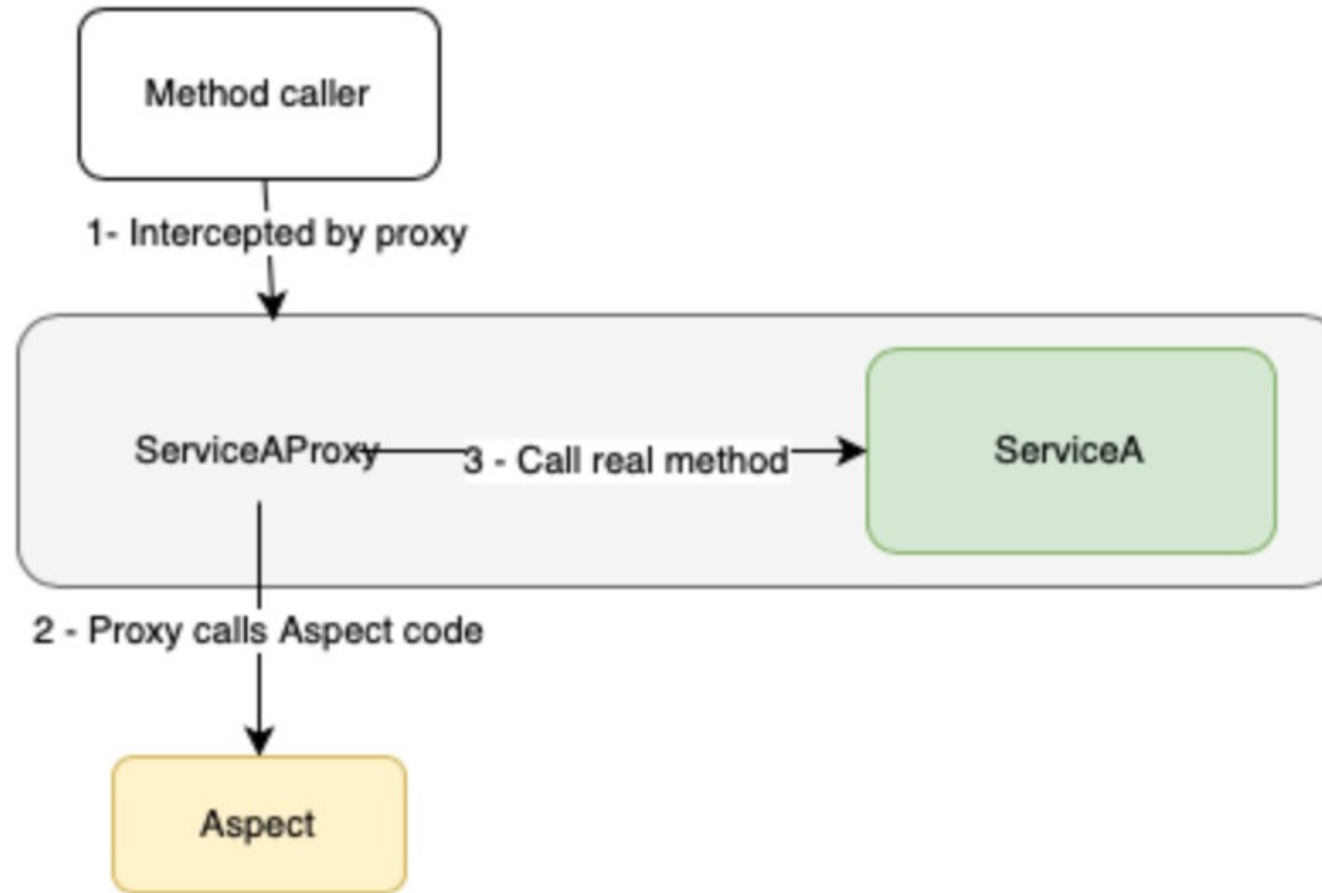 Method caller
1- Intercepted by proxy
ServiceAProxy
3 - Call real method
ServiceA
2 - Proxy calls Aspect code
Aspect